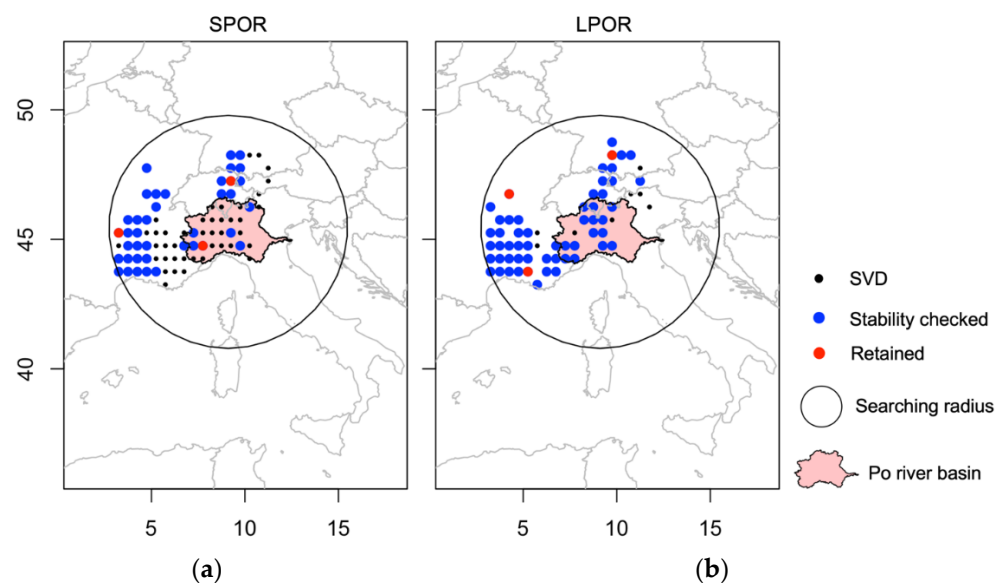 SPOR
LPOR
50
45
40
5 10 15
5 10 15
SVD
Stability checked
Retained
Searching radius
Po river basin
(a)
(b)